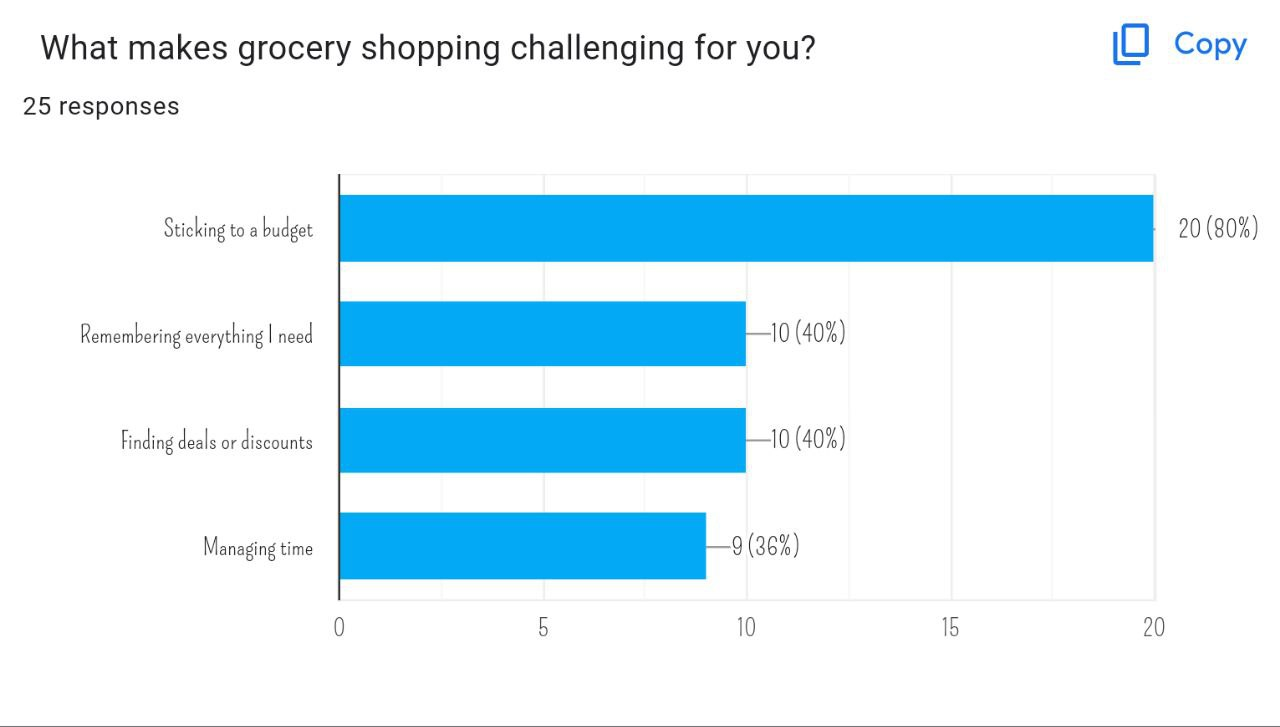 What makes grocery shopping challenging for you?
Copy
25 responses
Sticking to a budget
20 (80%)
Remembering everything I need
10 (40%)
Finding deals or discounts
10 (40%)
Managing time
9 (36%)
0 5 10 15 20